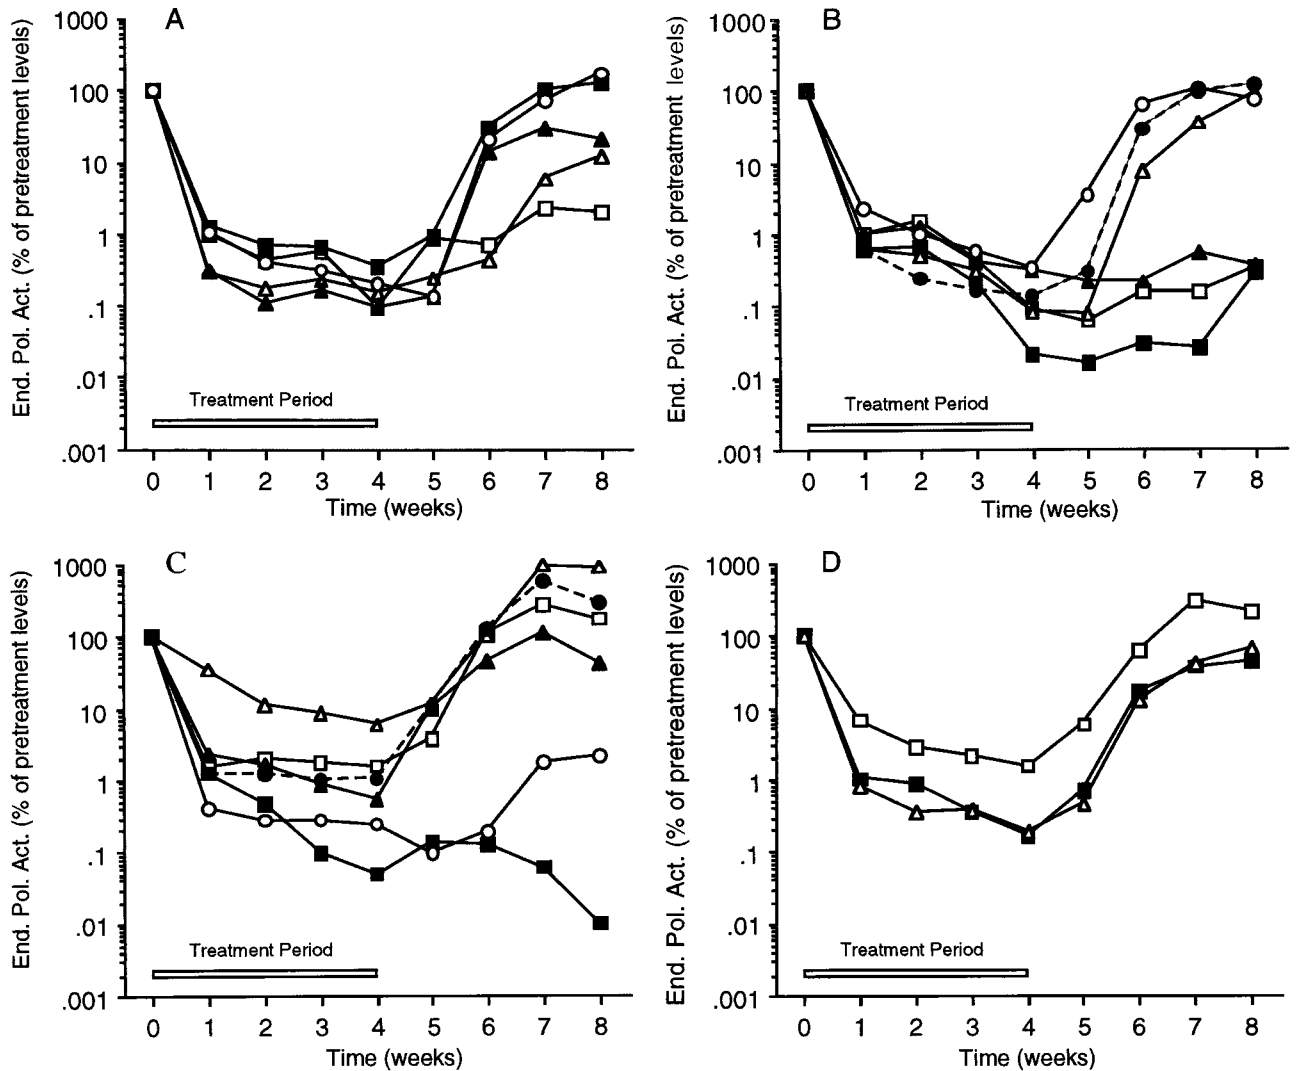 A
End. Pol. Act. (% of pretreatment levels)
1000
100
10
1
.1
.01
.001
Treatment Period
0 1 2 3 4 5 6 7 8
Time (weeks)
B
End. Pol. Act. (% of pretreatment levels)
1000
100
10
1
.1
.01
.001
Treatment Period
0 1 2 3 4 5 6 7 8
Time (weeks)
C
End. Pol. Act. (% of pretreatment levels)
1000
100
10
1
.1
.01
.001
Treatment Period
0 1 2 3 4 5 6 7 8
Time (weeks)
D
End. Pol. Act. (% of pretreatment levels)
1000
100
10
1
.1
.01
.001
Treatment Period
0 1 2 3 4 5 6 7 8
Time (weeks)